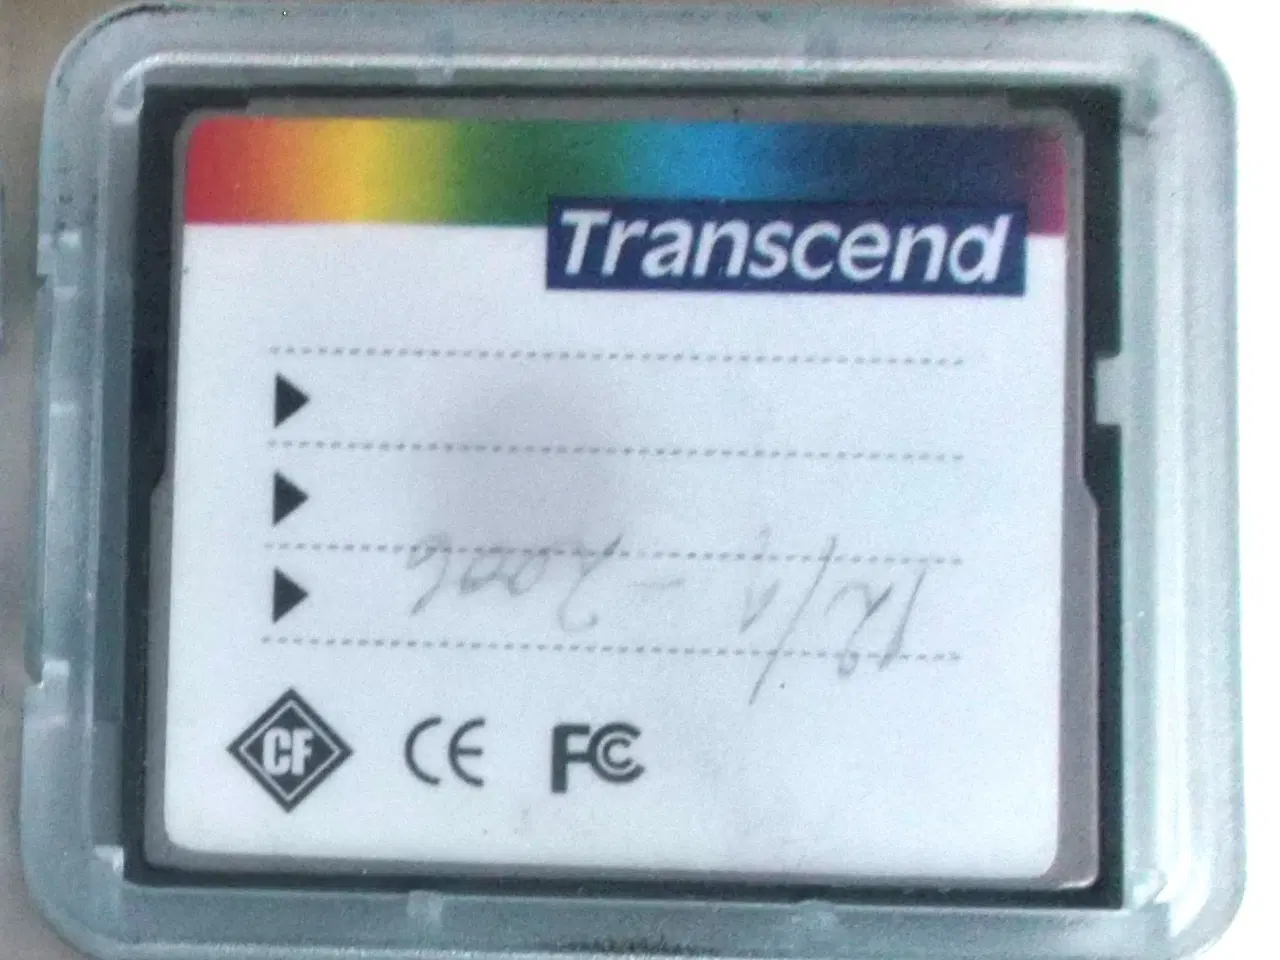 Transcend
12/1 - 2006
CF CE FC